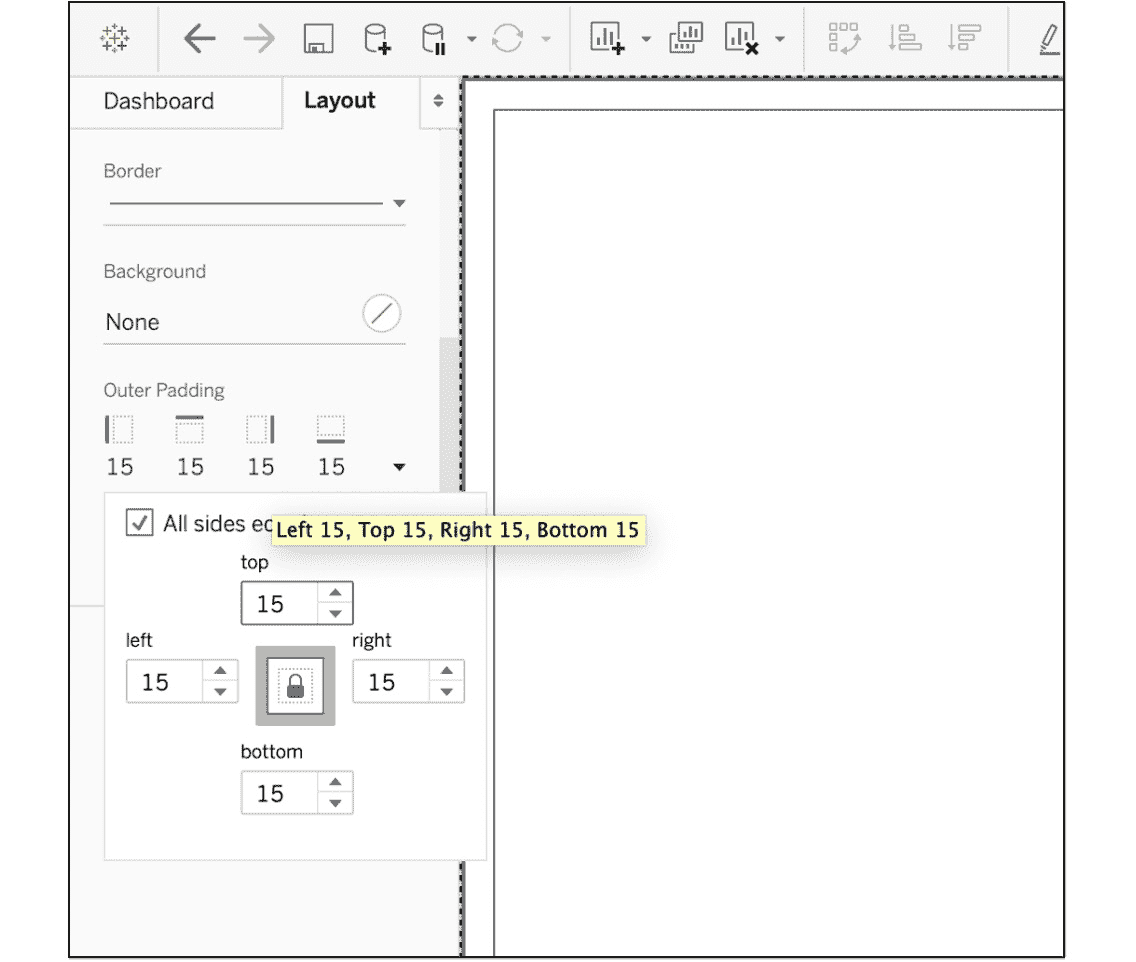 Dashboard Layout
Border
Background
None
Outer Padding
15 15 15 15
All sides
Left 15, Top 15, Right 15, Bottom 15
top
15
left right
15 15
bottom
15